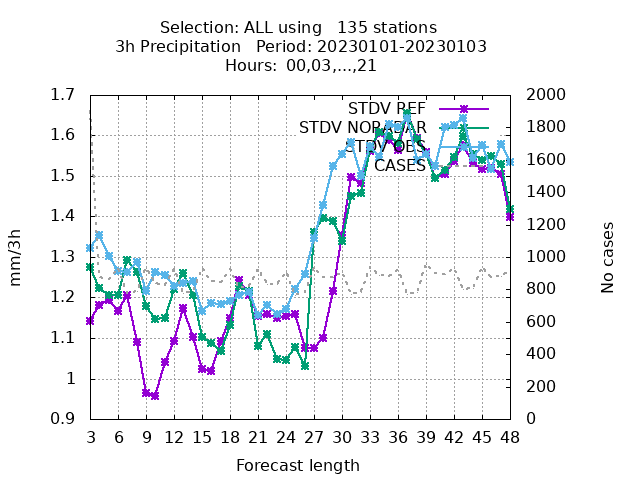 Selection: ALL using 135 stations
3h Precipitation Period: 20230101-20230103
Hours: 00,03,...,21
STDV REF
STDV
STDV OBS
CASES
1.7
1.6
1.5
1.4
1.3
1.2
1.1
1
0.9
2000
1800
1600
1400
1200
1000
800
600
400
200
0
mm/3h
No cases
3 6 9 12 15 18 21 24 27 30 33 36 39 42 45 48
Forecast length